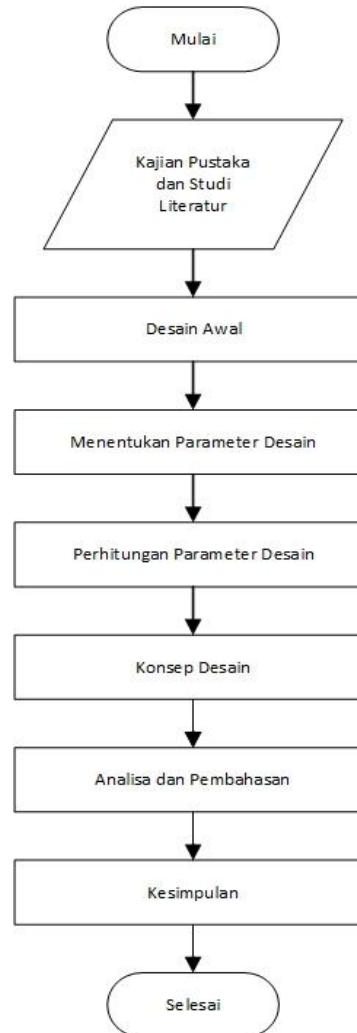 Mulai
Kajian Pustaka
dan Studi
Literatur
Desain Awal
Menentukan Parameter Desain
Perhitungan Parameter Desain
Konsep Desain
Analisa dan Pembahasan
Kesimpulan
Selesai